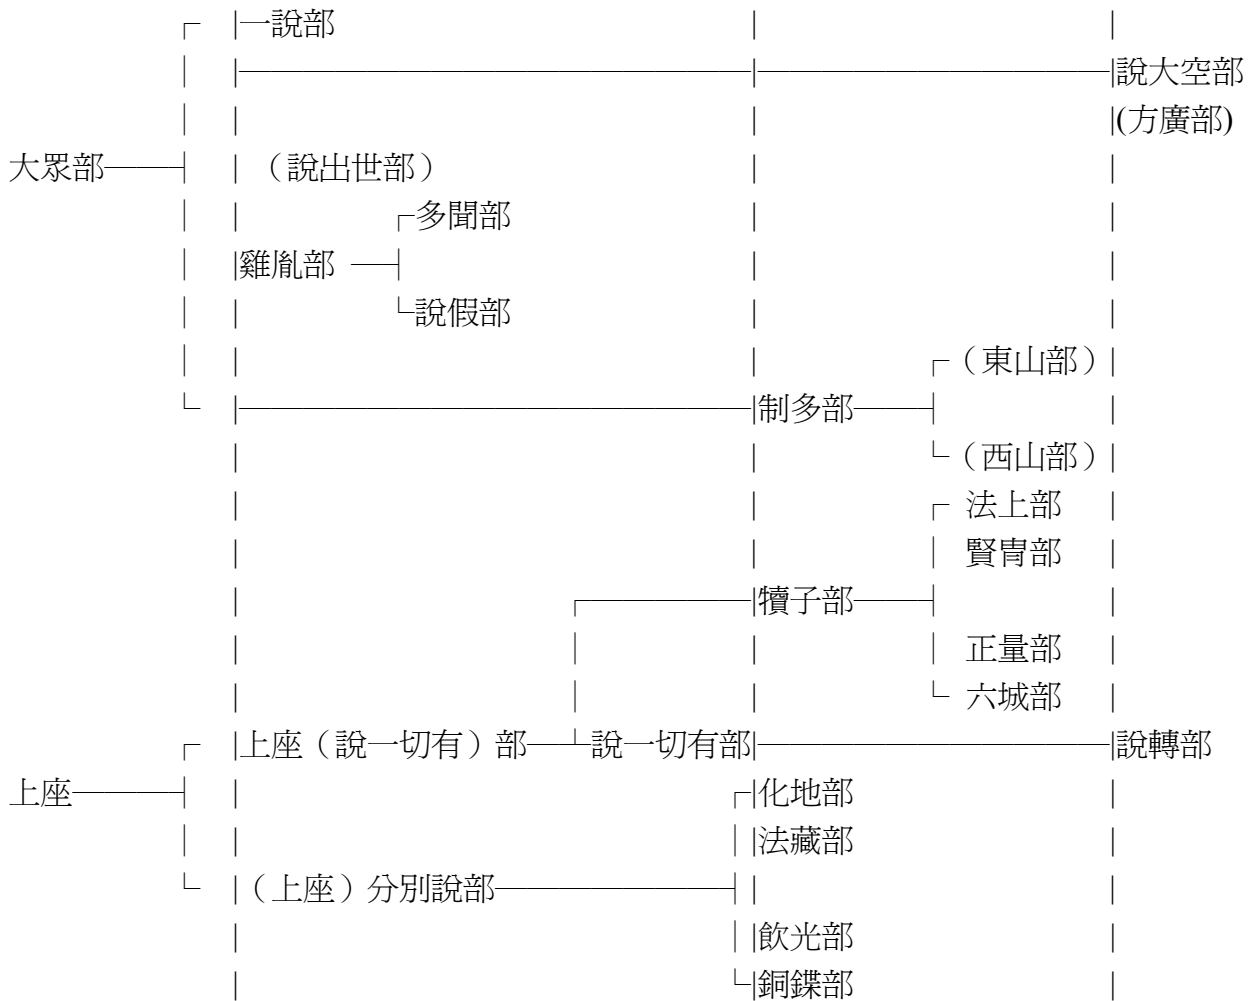 一說部
說大空部
(方廣部)
大眾部 （說出世部）
多聞部
雞胤部
說假部
（東山部）
制多部
（西山部）
法上部
賢冑部
犢子部
正量部
六城部
上座（說一切有）部 說一切有部 說轉部
上座 化地部
法藏部
（上座）分別說部
飲光部
銅鍱部